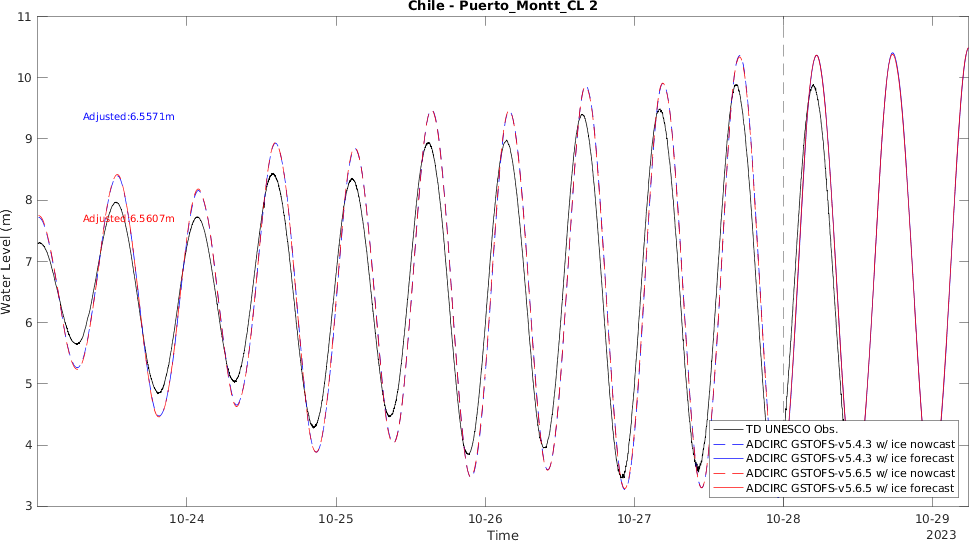 Chile - Puerto_Montt_CL 2
11
10
9
8
7
6
5
4
3
Water Level (m)
Adjusted:6.5571m
Adjusted:6.5607m
TD UNESCO Obs.
ADCIRC GSTOFS-v5.4.3 w/ ice nowcast
ADCIRC GSTOFS-v5.4.3 w/ ice forecast
ADCIRC GSTOFS-v5.6.5 w/ ice nowcast
ADCIRC GSTOFS-v5.6.5 w/ ice forecast
10-24
10-25
10-26
10-27
10-28
10-29
Time
2023